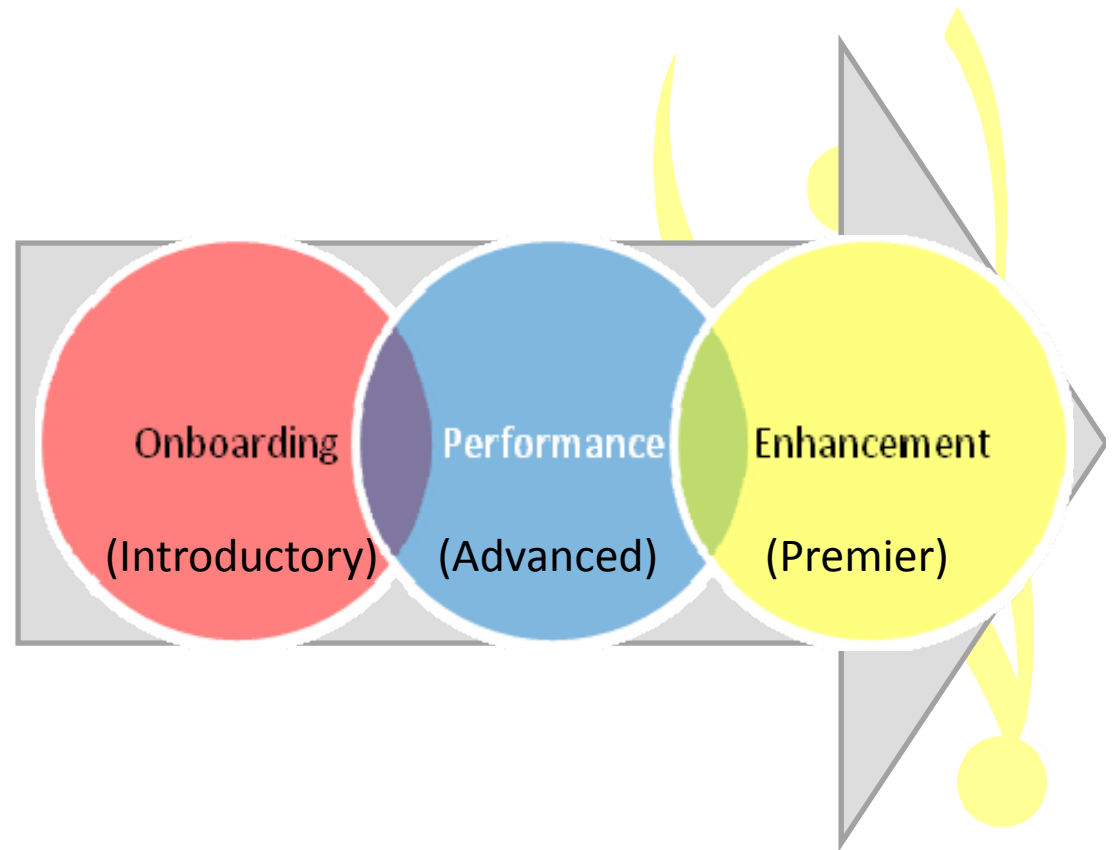 Onboarding
(Introductory)
Performance
(Advanced)
Enhancement
(Premier)